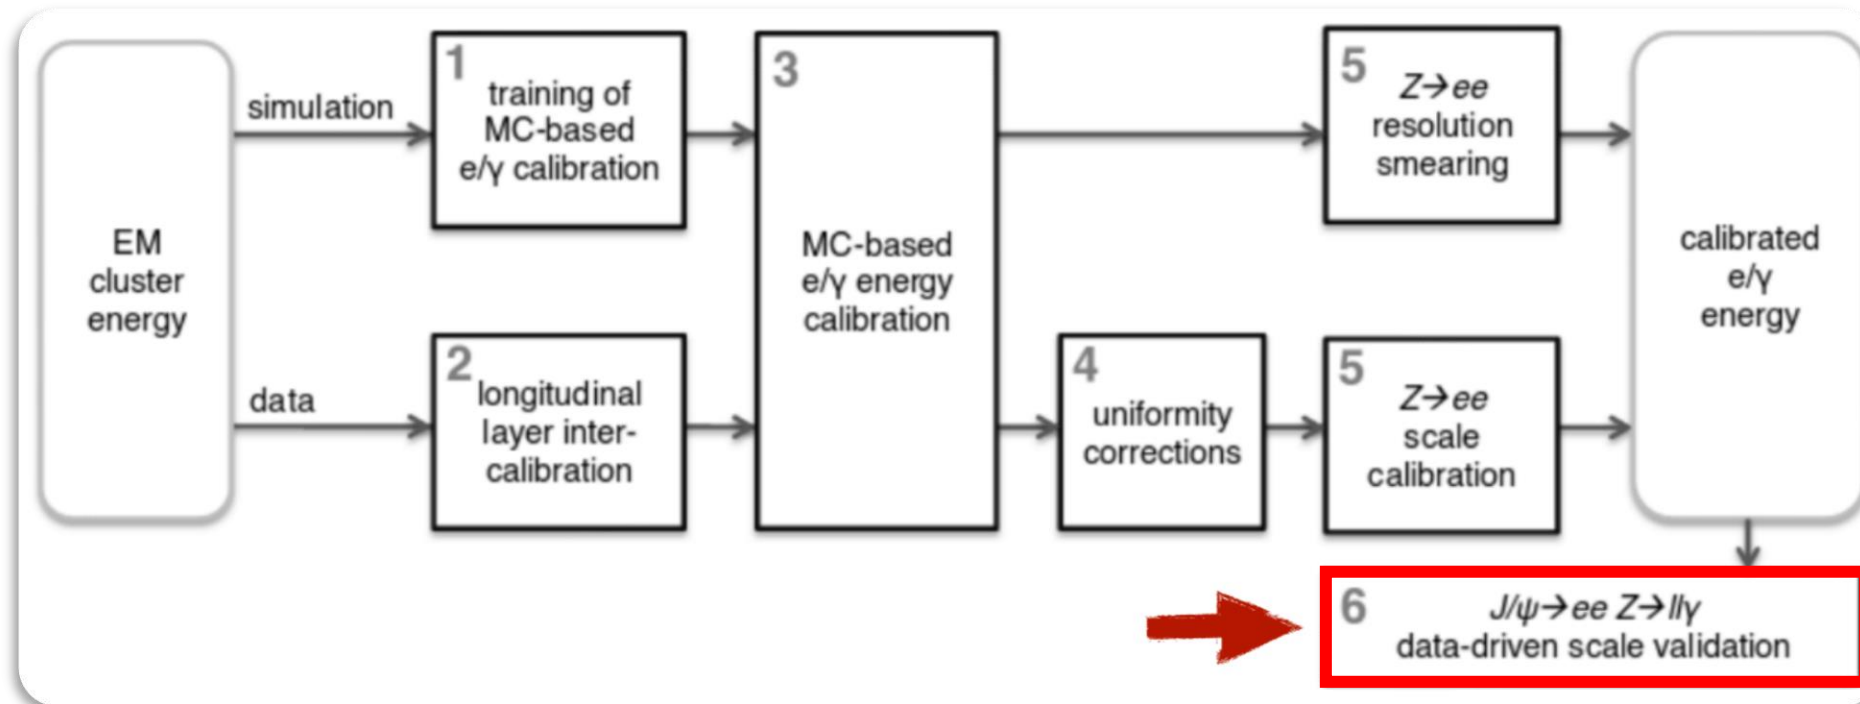 EM
cluster
energy
simulation
data
1
training of
MC-based
e/γ calibration
2
longitudinal
layer inter-
calibration
3
MC-based
e/γ energy
calibration
4
uniformity
corrections
5
Z→ee
resolution
smearing
5
Z→ee
scale
calibration
calibrated
e/γ
energy
6
J/ψ→ee Z→llγ
data-driven scale validation